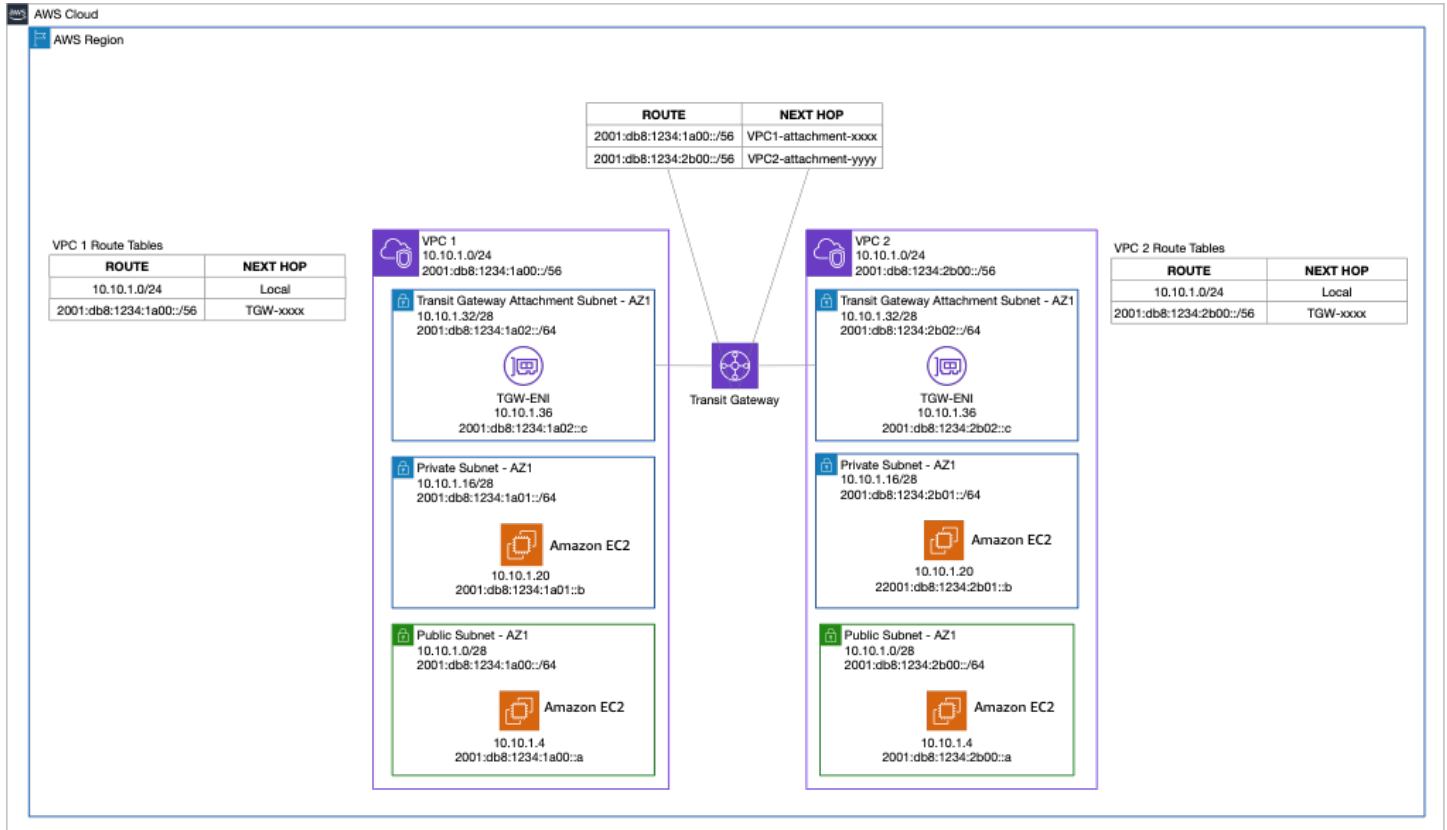 aws
AWS Cloud
AWS Region
ROUTE NEXT HOP
2001:db8:1234:1a00::/56 VPC1-attachment-xxxx
2001:db8:1234:2b00::/56 VPC2-attachment-yyyy
VPC 1 Route Tables
ROUTE NEXT HOP
10.10.1.0/24 Local
2001:db8:1234:1a00::/56 TGW-xxxx
VPC 1
10.10.1.0/24
2001:db8:1234:1a00::/56
Transit Gateway Attachment Subnet - AZ1
10.10.1.32/28
2001:db8:1234:1a02::/64
TGW-ENI
10.10.1.36
2001:db8:1234:1a02::c
Private Subnet - AZ1
10.10.1.16/28
2001:db8:1234:1a01::/64
Amazon EC2
10.10.1.20
2001:db8:1234:1a01::b
Public Subnet - AZ1
10.10.1.0/28
2001:db8:1234:1a00::/64
Amazon EC2
10.10.1.4
2001:db8:1234:1a00::a
Transit Gateway
VPC 2
10.10.1.0/24
2001:db8:1234:2b00::/56
Transit Gateway Attachment Subnet - AZ1
10.10.1.32/28
2001:db8:1234:2b02::/64
TGW-ENI
10.10.1.36
2001:db8:1234:2b02::c
Private Subnet - AZ1
10.10.1.16/28
2001:db8:1234:2b01::/64
Amazon EC2
10.10.1.20
22001:db8:1234:2b01::b
Public Subnet - AZ1
10.10.1.0/28
2001:db8:1234:2b00::/64
Amazon EC2
10.10.1.4
2001:db8:1234:2b00::a
VPC 2 Route Tables
ROUTE NEXT HOP
10.10.1.0/24 Local
2001:db8:1234:2b00::/56 TGW-xxxx